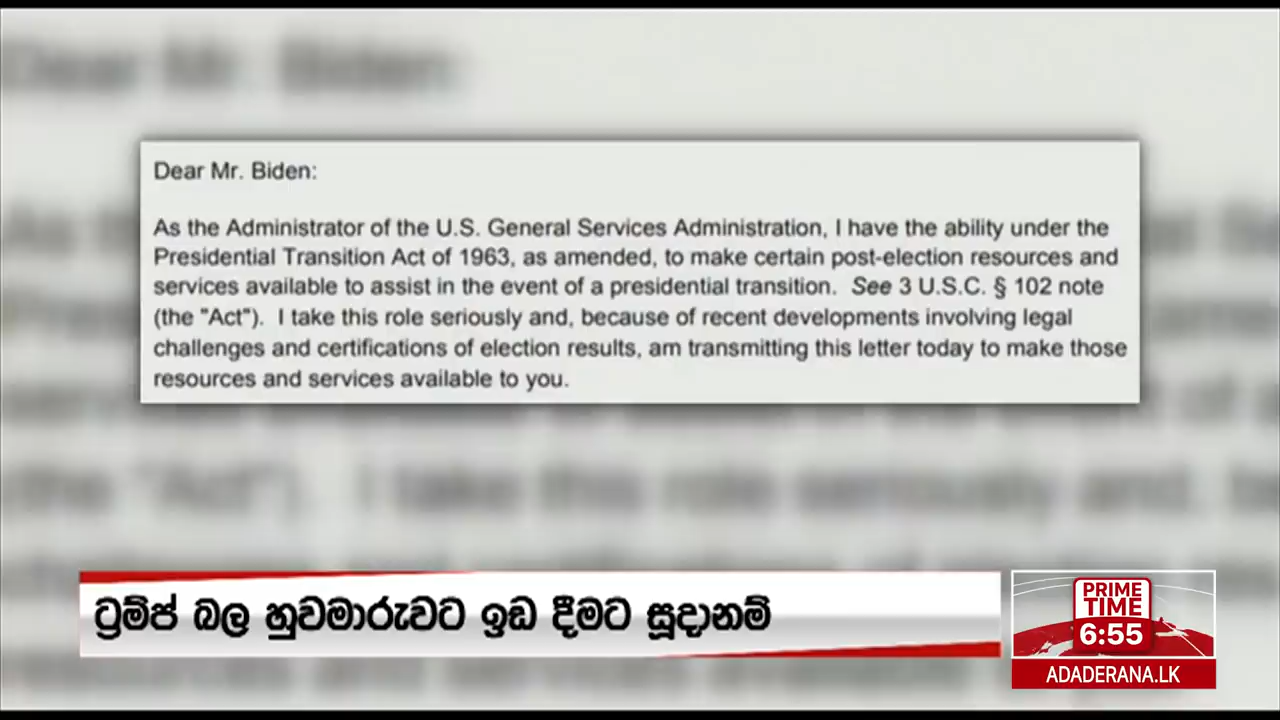 Dear Mr. Biden:
As the Administrator of the U.S. General Services Administration, I have the ability under the
Presidential Transition Act of 1963, as amended, to make certain post-election resources and
services available to assist in the event of a presidential transition. See 3 U.S.C. § 102 note
(the "Act"). I take this role seriously and, because of recent developments involving legal
challenges and certifications of election results, am transmitting this letter today to make those
resources and services available to you.
ට්‍රම්ප් බල හුවමාරුවට ඉඩ දීමට සූදානම්
PRIME
TIME
6:55
ADADERANA.LK